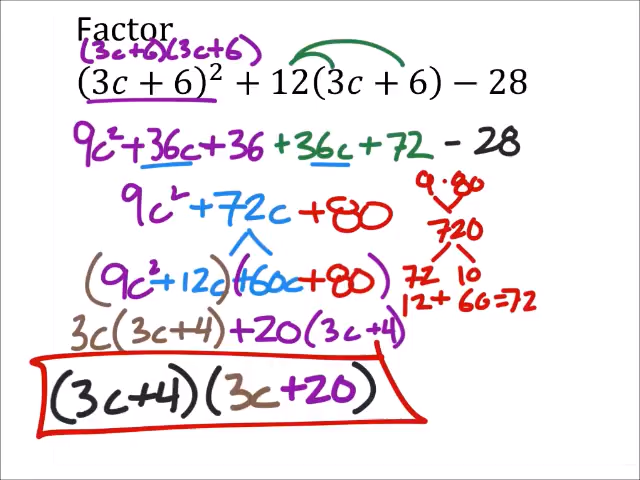 Factor
(3c+6)(3c+6)
(3c + 6)² + 12(3c + 6) − 28
9c² + 36c + 36 + 36c + 72 − 28
9 · 80
9c² + 72c + 80
720
(9c² + 12c)(+60c + 80)
72 10
12 + 60 = 72
3c(3c+4) + 20(3c+4)
(3c+4)(3c+20)